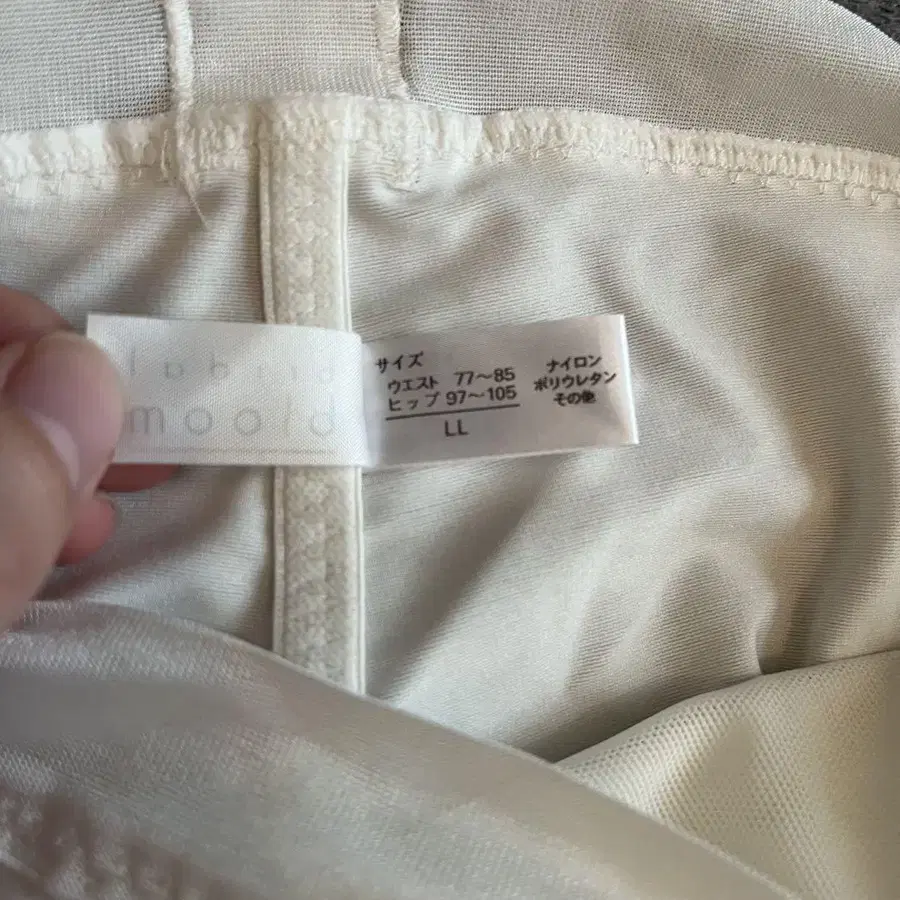 moold
サイズ
ウエスト 77～85
ヒップ 97～105
LL
ナイロン
ポリウレタン
その他